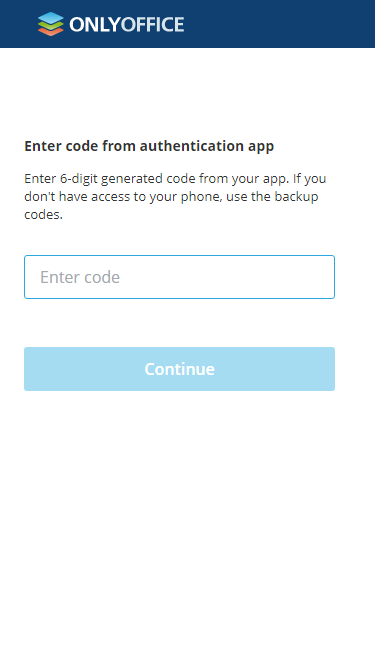 ONLYOFFICE
Enter code from authentication app
Enter 6-digit generated code from your app. If you
don't have access to your phone, use the backup
codes.
Enter code
Continue